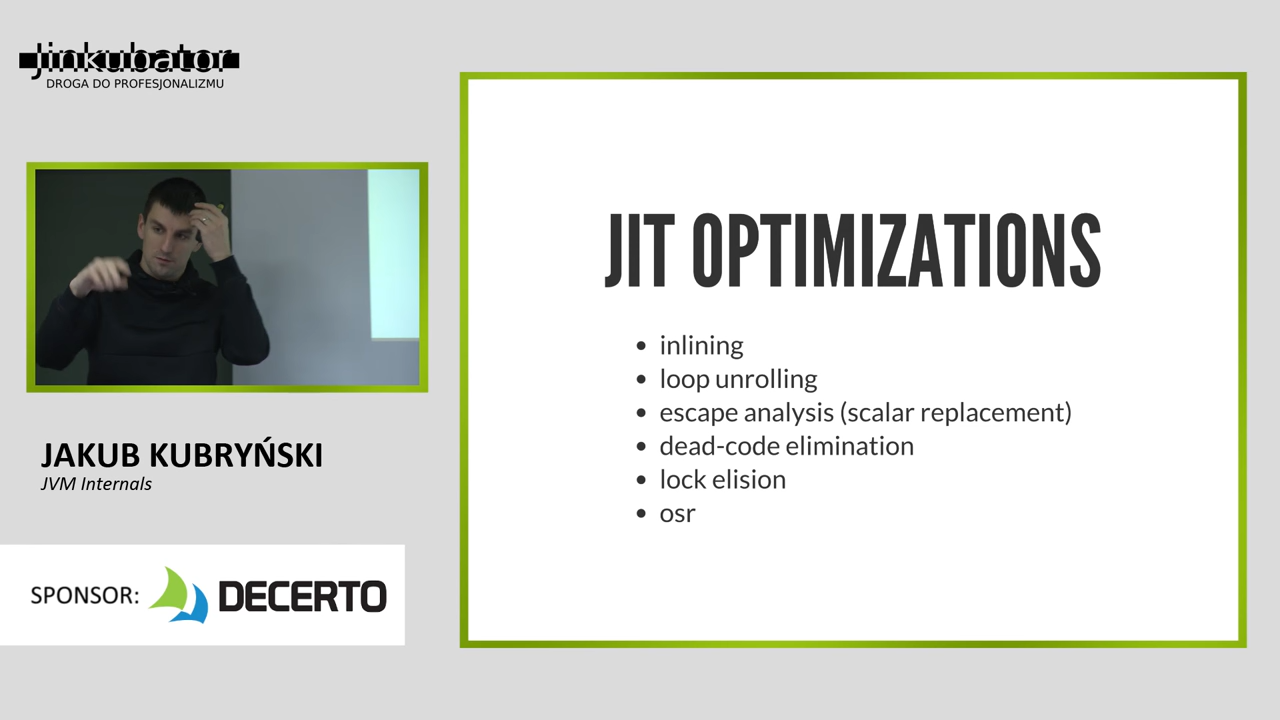 Jinkubator
DROGA DO PROFESJONALIZMU
JAKUB KUBRYŃSKI
JVM Internals
SPONSOR: DECERTO
JIT OPTIMIZATIONS
• inlining
• loop unrolling
• escape analysis (scalar replacement)
• dead-code elimination
• lock elision
• osr